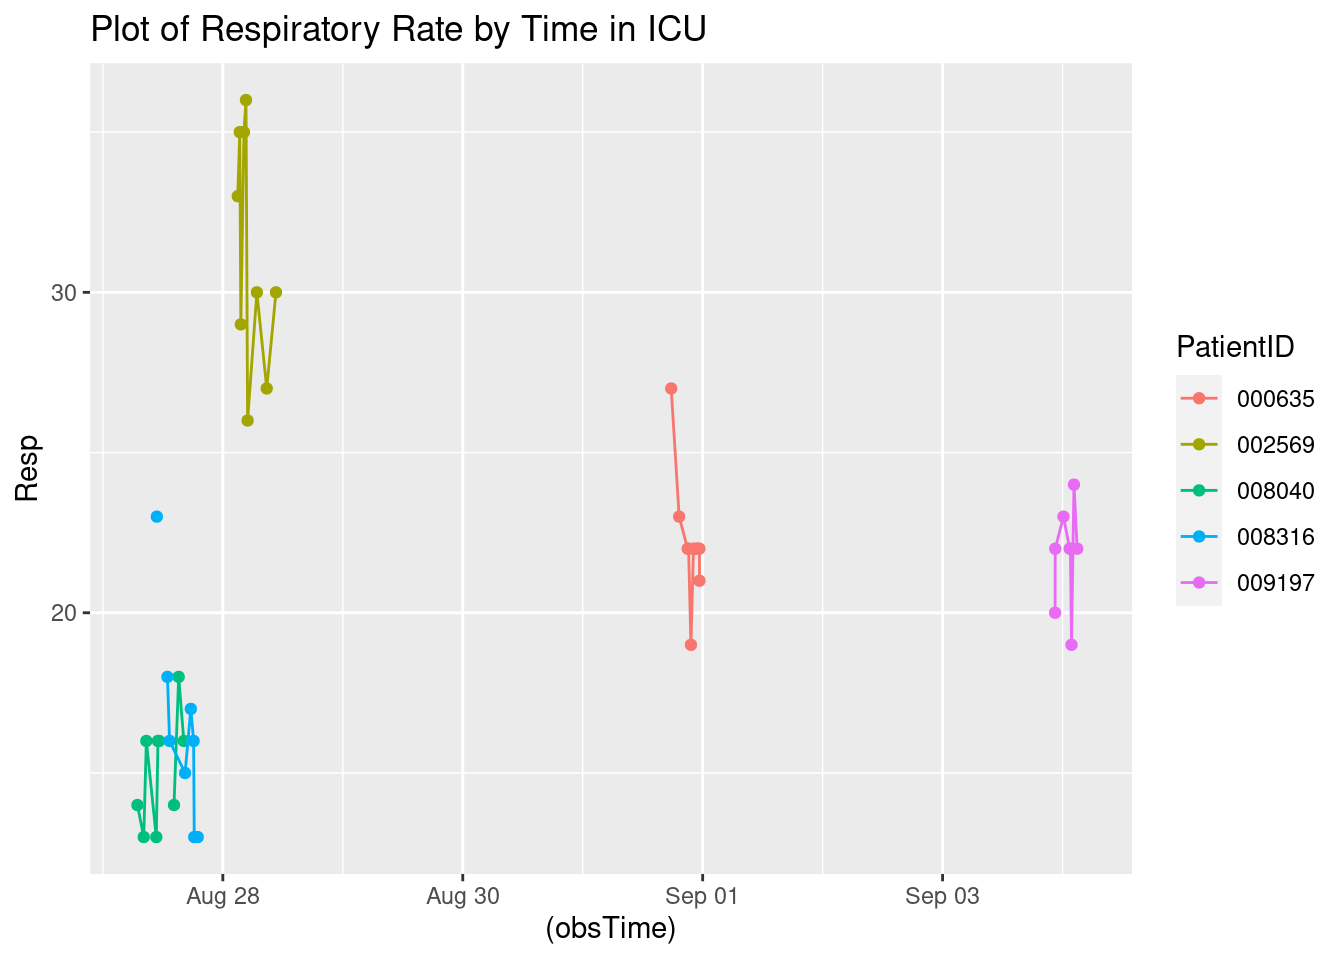 Plot of Respiratory Rate by Time in ICU
Resp
30
20
Aug 28
Aug 30
Sep 01
Sep 03
(obsTime)
PatientID
000635
002569
008040
008316
009197